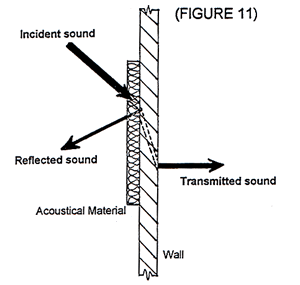 (FIGURE 11)
Incident sound
Reflected sound
Transmitted sound
Acoustical Material
Wall